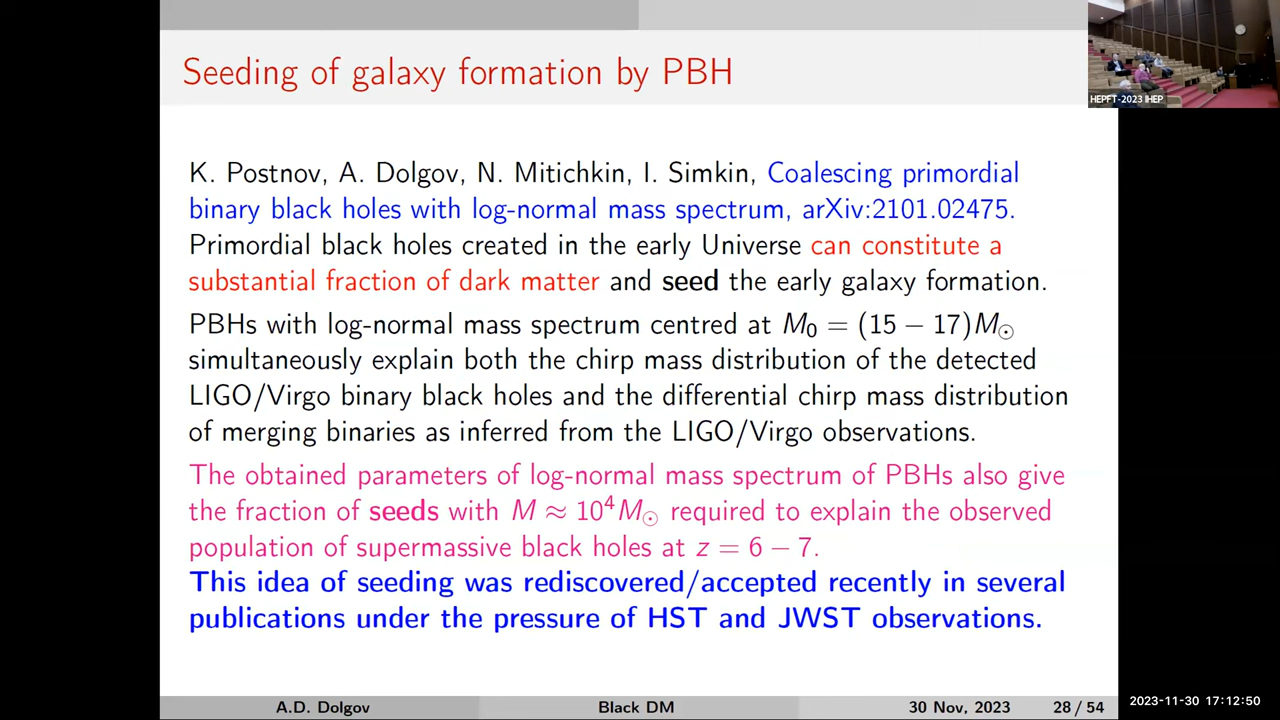 Seeding of galaxy formation by PBH
HEPFT-2023 IHEP
K. Postnov, A. Dolgov, N. Mitichkin, I. Simkin, Coalescing primordial
binary black holes with log-normal mass spectrum, arXiv:2101.02475.
Primordial black holes created in the early Universe can constitute a
substantial fraction of dark matter and seed the early galaxy formation.
PBHs with log-normal mass spectrum centred at M₀ = (15 − 17)M☉
simultaneously explain both the chirp mass distribution of the detected
LIGO/Virgo binary black holes and the differential chirp mass distribution
of merging binaries as inferred from the LIGO/Virgo observations.
The obtained parameters of log-normal mass spectrum of PBHs also give
the fraction of seeds with M ≈ 10⁴M☉ required to explain the observed
population of supermassive black holes at z = 6 − 7.
This idea of seeding was rediscovered/accepted recently in several
publications under the pressure of HST and JWST observations.
A.D. Dolgov Black DM 30 Nov, 2023 28 / 54
2023-11-30 17:12:50